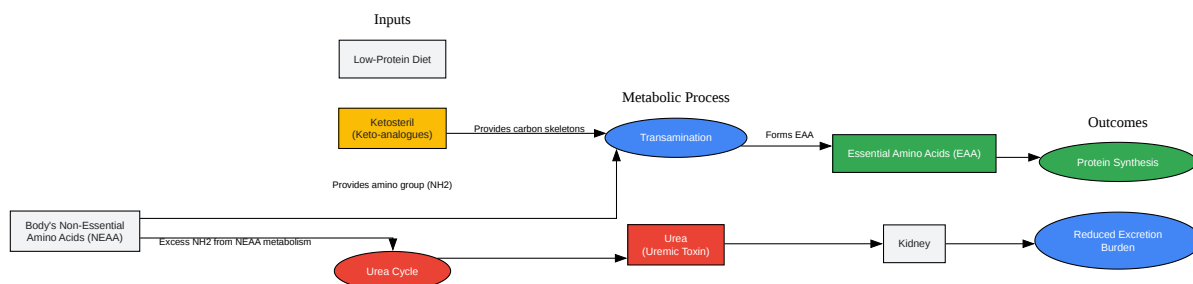 Inputs
Low-Protein Diet
Metabolic Process
Ketosteril
(Keto-analogues)
Provides carbon skeletons
Transamination
Forms EAA
Essential Amino Acids (EAA)
Outcomes
Protein Synthesis
Provides amino group (NH2)
Body's Non-Essential
Amino Acids (NEAA)
Excess NH2 from NEAA metabolism
Urea Cycle
Urea
(Uremic Toxin)
Kidney
Reduced Excretion
Burden